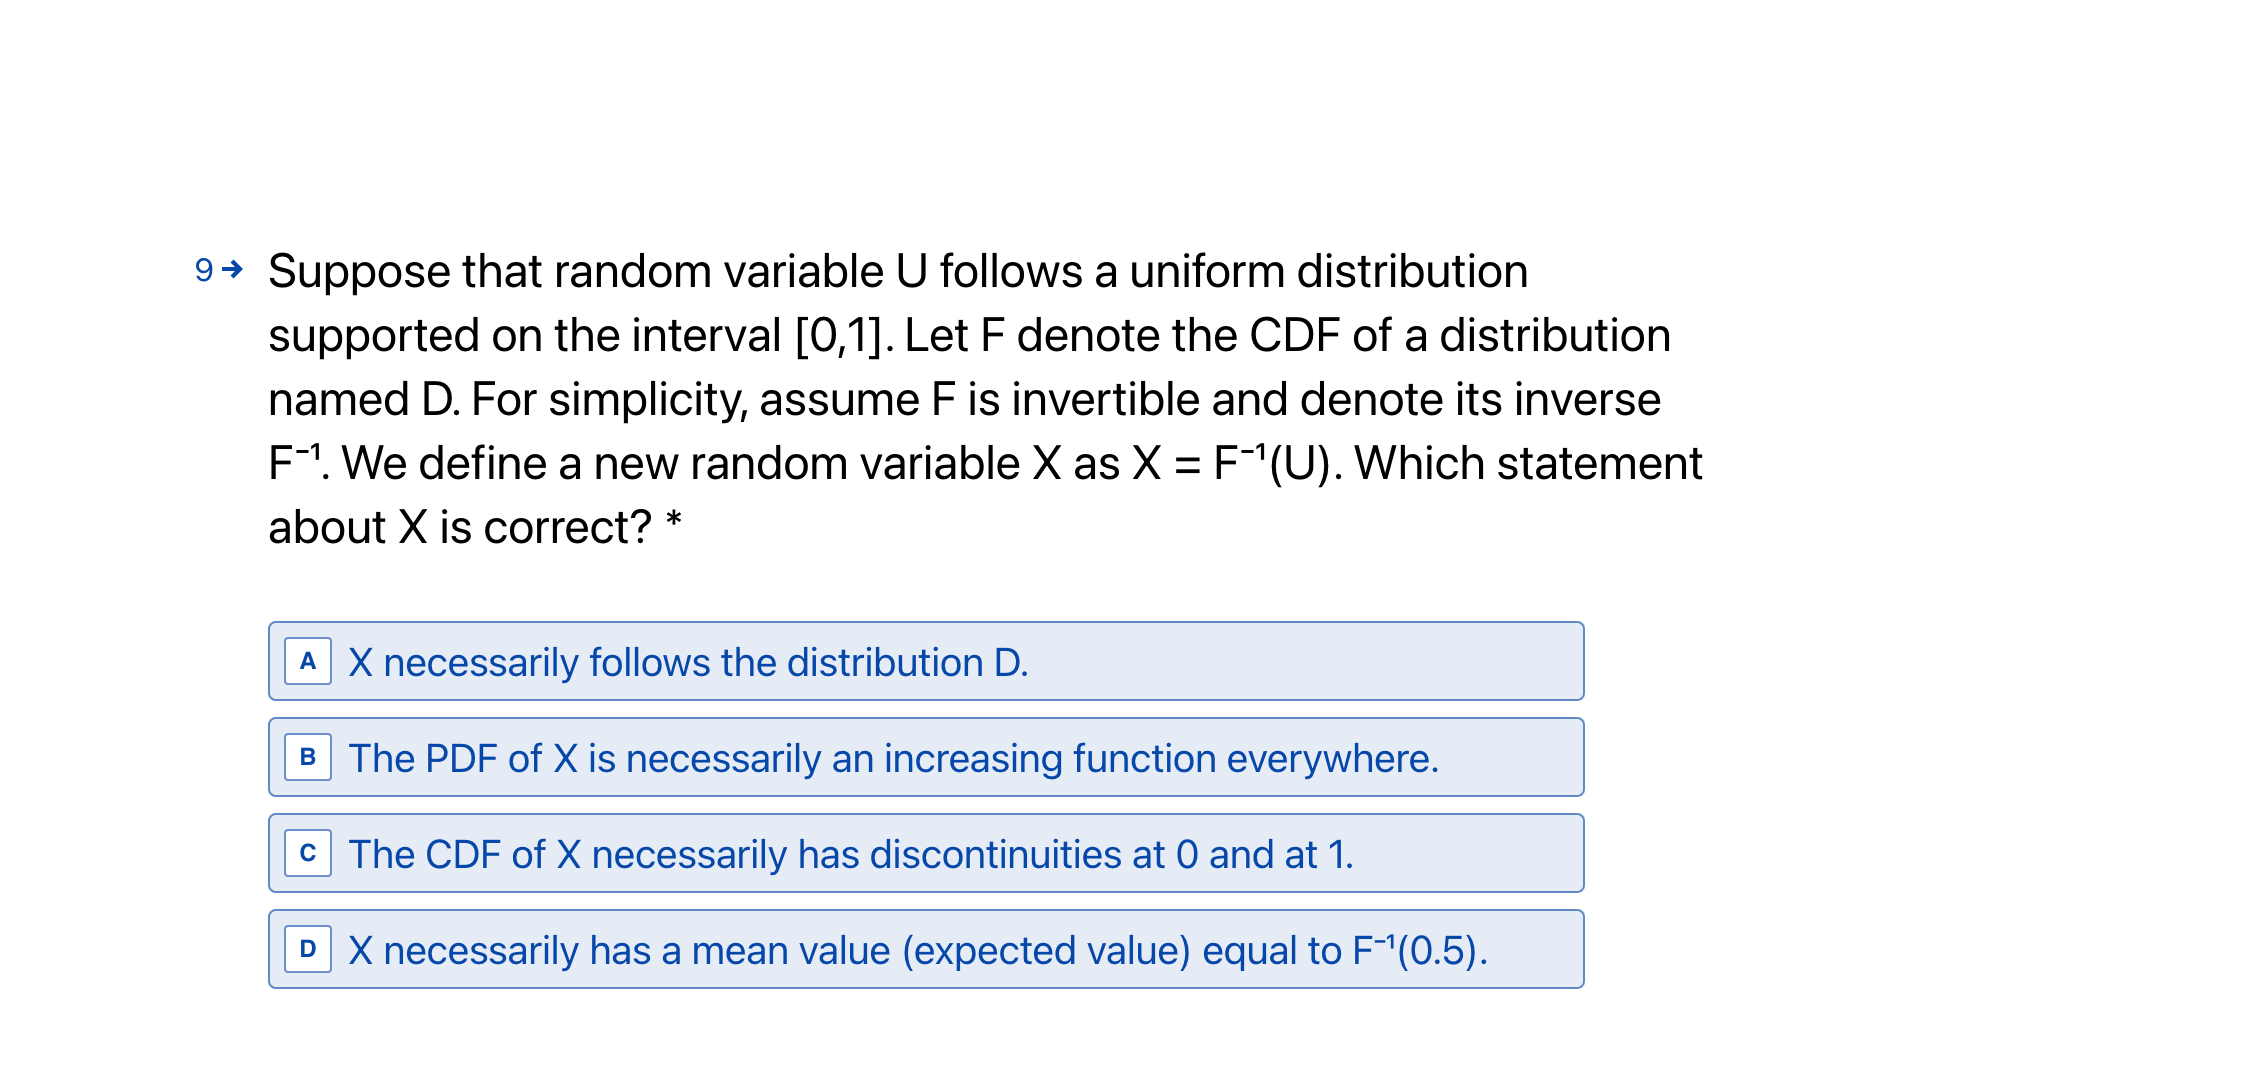 9→ Suppose that random variable U follows a uniform distribution
supported on the interval [0,1]. Let F denote the CDF of a distribution
named D. For simplicity, assume F is invertible and denote its inverse
F⁻¹. We define a new random variable X as X = F⁻¹(U). Which statement
about X is correct? *
A X necessarily follows the distribution D.
B The PDF of X is necessarily an increasing function everywhere.
C The CDF of X necessarily has discontinuities at 0 and at 1.
D X necessarily has a mean value (expected value) equal to F⁻¹(0.5).